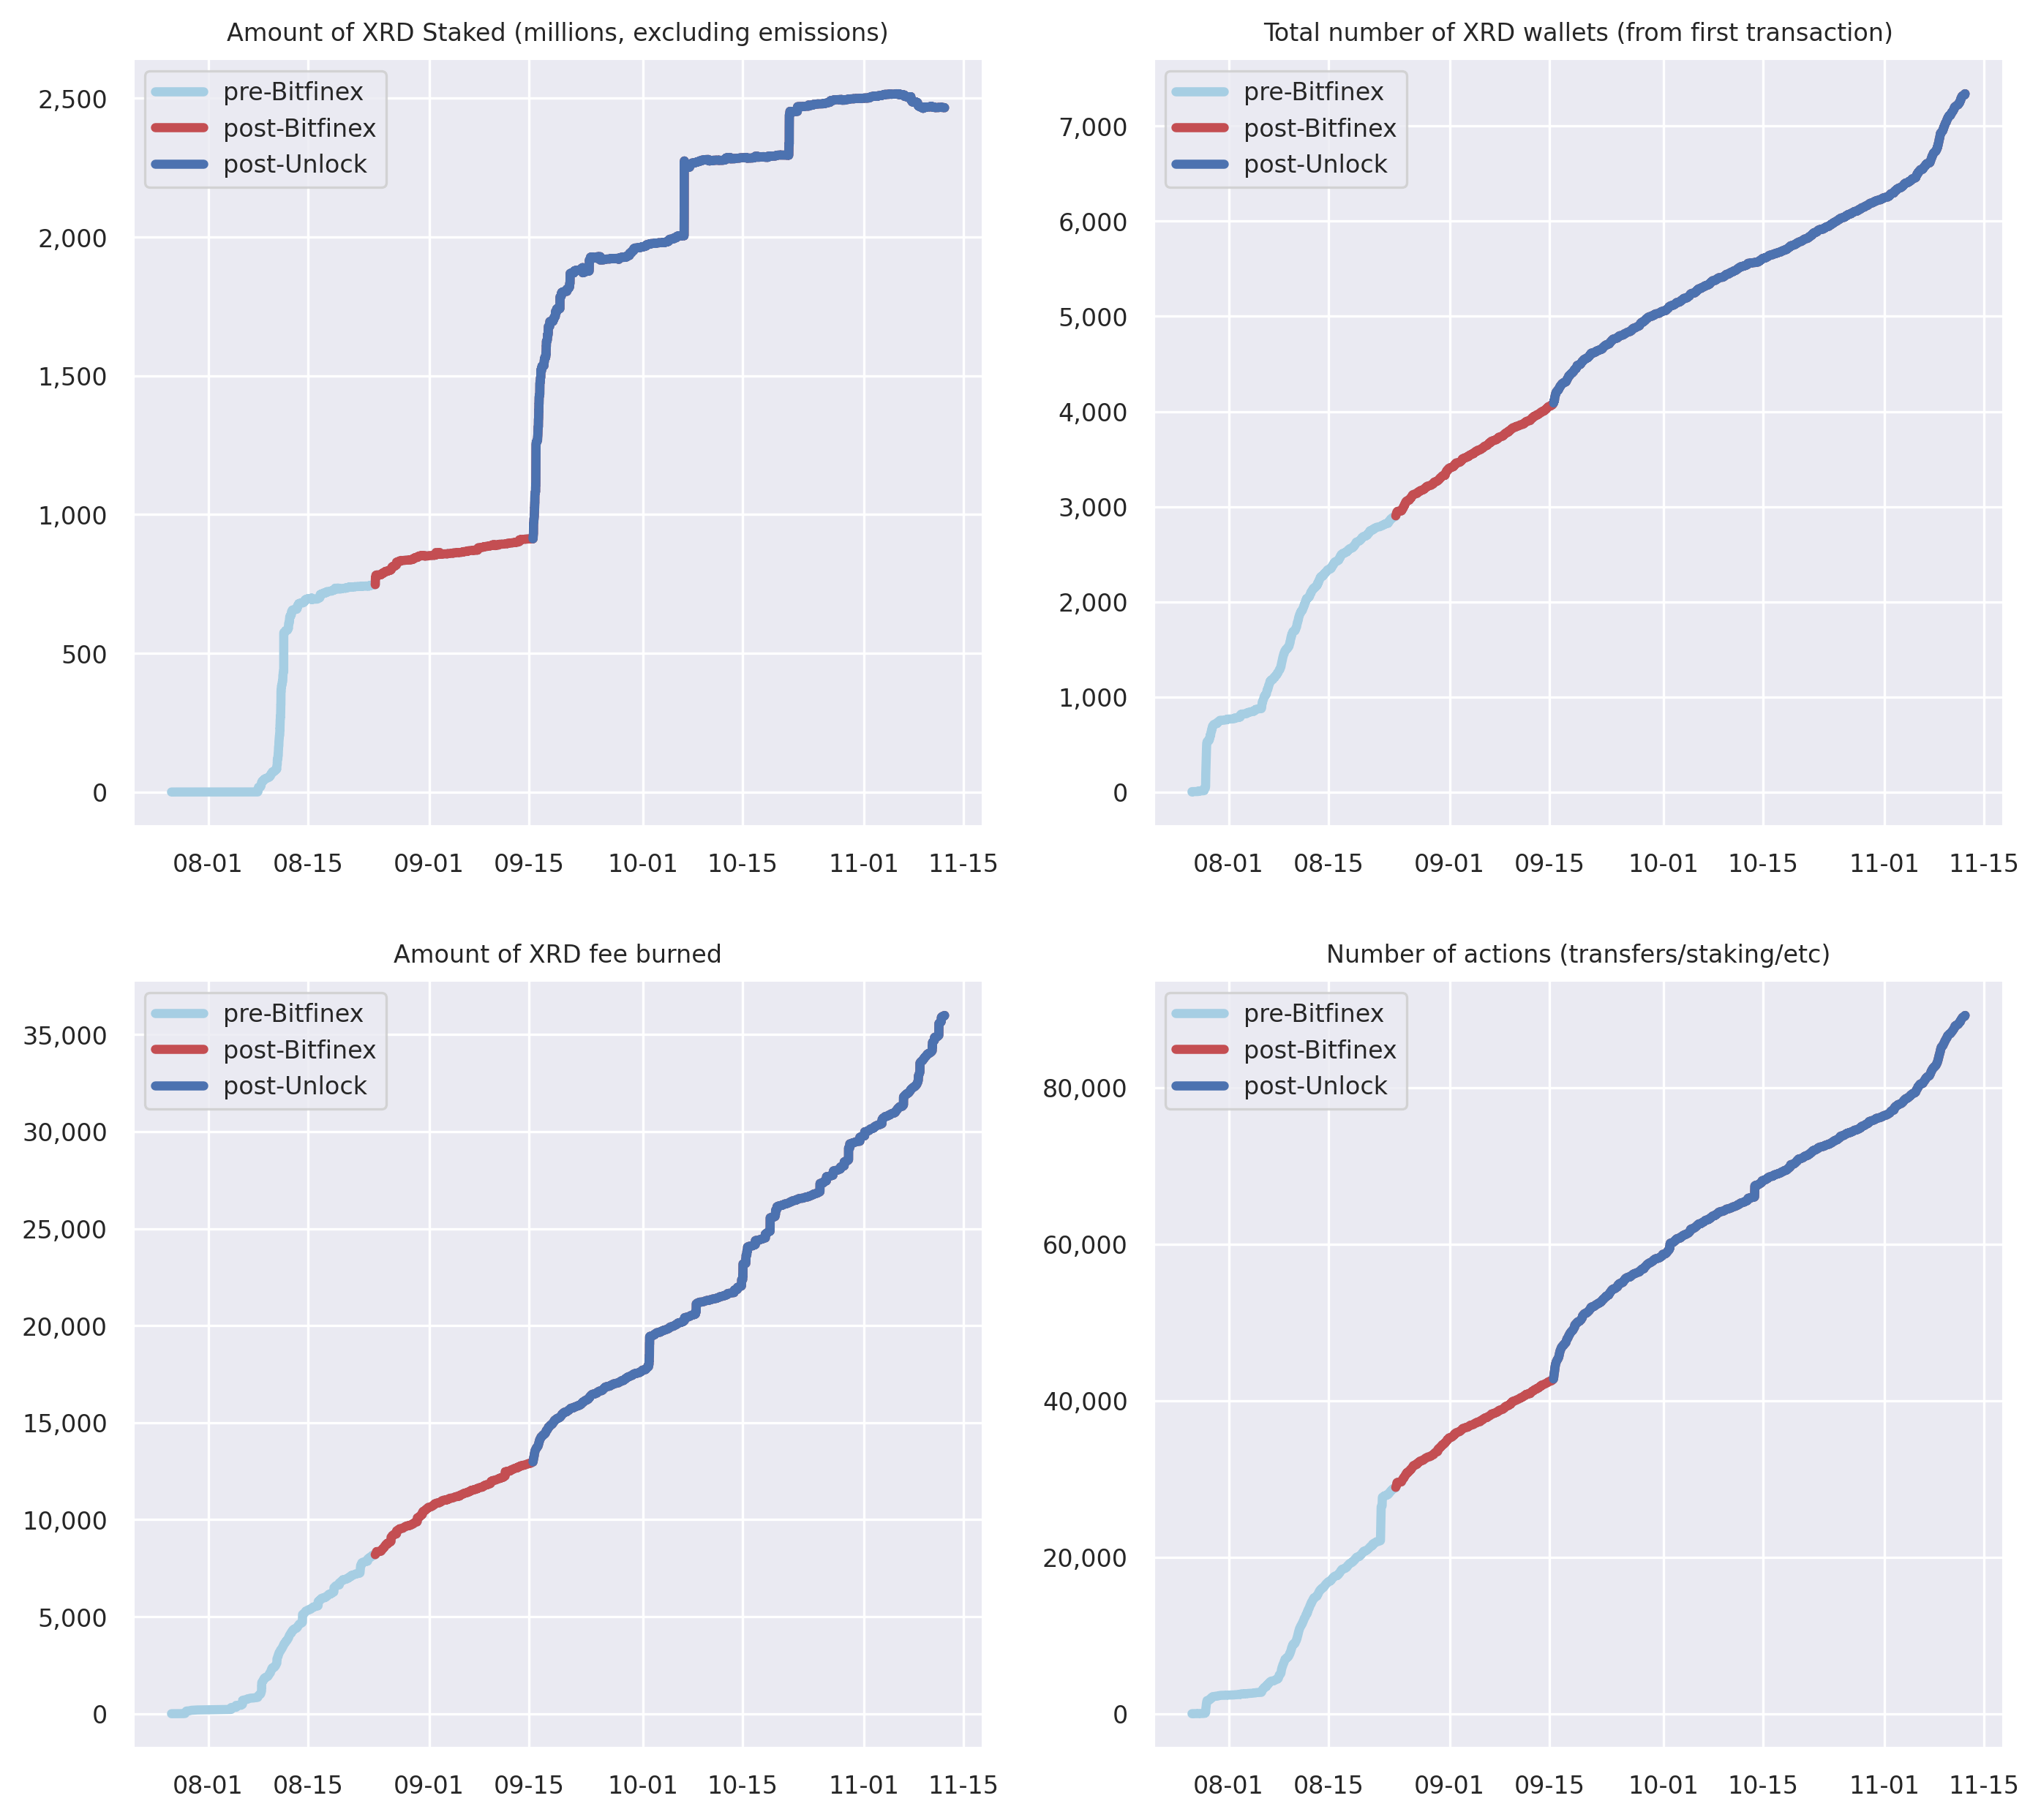 Amount of XRD Staked (millions, excluding emissions)
pre-Bitfinex
post-Bitfinex
post-Unlock
2,500
2,000
1,500
1,000
500
0
08-01 08-15 09-01 09-15 10-01 10-15 11-01 11-15
Total number of XRD wallets (from first transaction)
pre-Bitfinex
post-Bitfinex
post-Unlock
7,000
6,000
5,000
4,000
3,000
2,000
1,000
0
08-01 08-15 09-01 09-15 10-01 10-15 11-01 11-15
Amount of XRD fee burned
pre-Bitfinex
post-Bitfinex
post-Unlock
35,000
30,000
25,000
20,000
15,000
10,000
5,000
0
08-01 08-15 09-01 09-15 10-01 10-15 11-01 11-15
Number of actions (transfers/staking/etc)
pre-Bitfinex
post-Bitfinex
post-Unlock
80,000
60,000
40,000
20,000
0
08-01 08-15 09-01 09-15 10-01 10-15 11-01 11-15